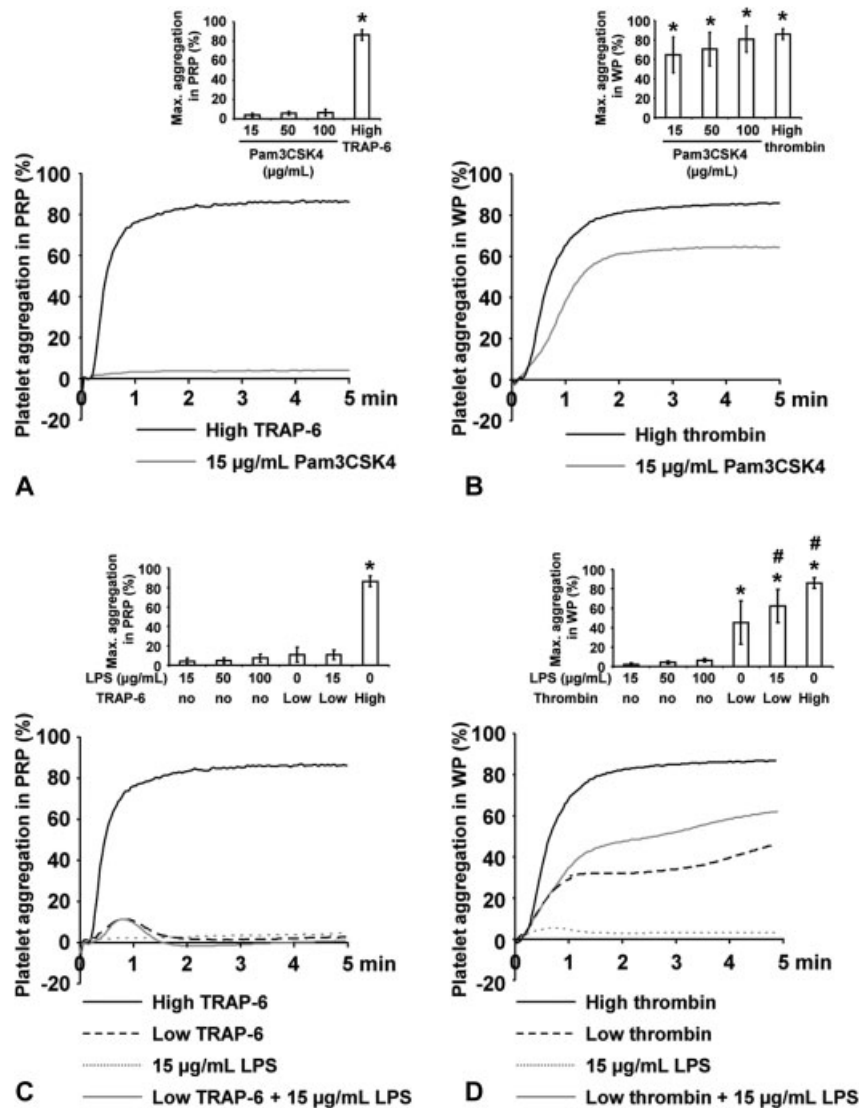 Max. aggregation
in PRP (%)
100
80
60
40
20
0
*
15 50 100 High
TRAP-6
Pam3CSK4
(µg/mL)
Platelet aggregation in PRP (%)
100
80
60
40
20
0
-20
0 1 2 3 4 5 min
High TRAP-6
15 µg/mL Pam3CSK4
A
Max. aggregation
in WP (%)
100
80
60
40
20
0
* * * *
15 50 100 High
thrombin
Pam3CSK4
(µg/mL)
Platelet aggregation in WP (%)
100
80
60
40
20
0
-20
0 1 2 3 4 5 min
High thrombin
15 µg/mL Pam3CSK4
B
Max. aggregation
in PRP (%)
100
80
60
40
20
0
*
LPS (µg/mL) 15 50 100 0 15 0
TRAP-6 no no no Low Low High
Platelet aggregation in PRP (%)
100
80
60
40
20
0
-20
0 1 2 3 4 5 min
High TRAP-6
Low TRAP-6
15 µg/mL LPS
Low TRAP-6 + 15 µg/mL LPS
C
Max. aggregation
in WP (%)
100
80
60
40
20
0
# #
* * *
LPS (µg/mL) 15 50 100 0 15 0
Thrombin no no no Low Low High
Platelet aggregation in WP (%)
100
80
60
40
20
0
-20
0 1 2 3 4 5 min
High thrombin
Low thrombin
15 µg/mL LPS
Low thrombin + 15 µg/mL LPS
D